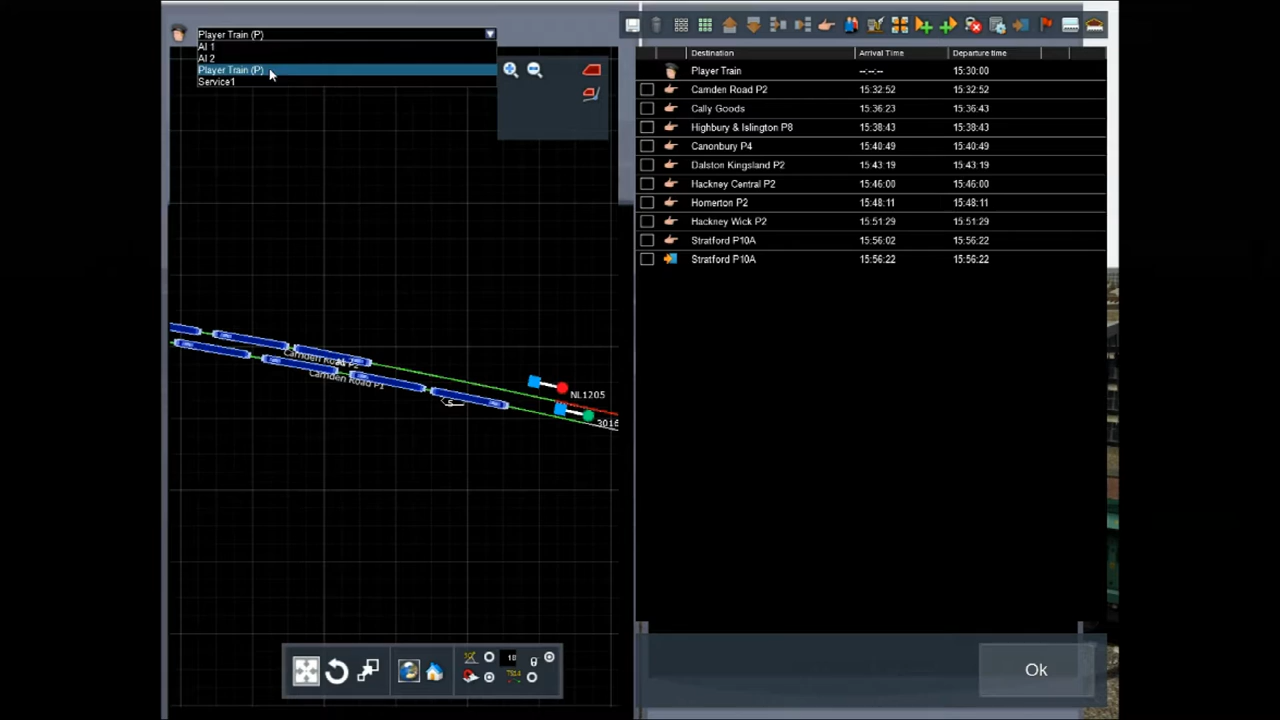 Player Train (P)
AI 1
AI 2
Player Train (P)
Service1
Destination Arrival Time Departure time
Player Train --:--:-- 15:30:00
Camden Road P2 15:32:52 15:32:52
Cally Goods 15:36:23 15:36:43
Highbury & Islington P8 15:38:43 15:38:43
Canonbury P4 15:40:49 15:40:49
Dalston Kingsland P2 15:43:19 15:43:19
Hackney Central P2 15:46:00 15:46:00
Homerton P2 15:48:11 15:48:11
Hackney Wick P2 15:51:29 15:51:29
Stratford P10A 15:56:02 15:56:22
Stratford P10A 15:56:22 15:56:22
Camden Road P2
Camden Road P1
S
NL1205
3016
18
Ok